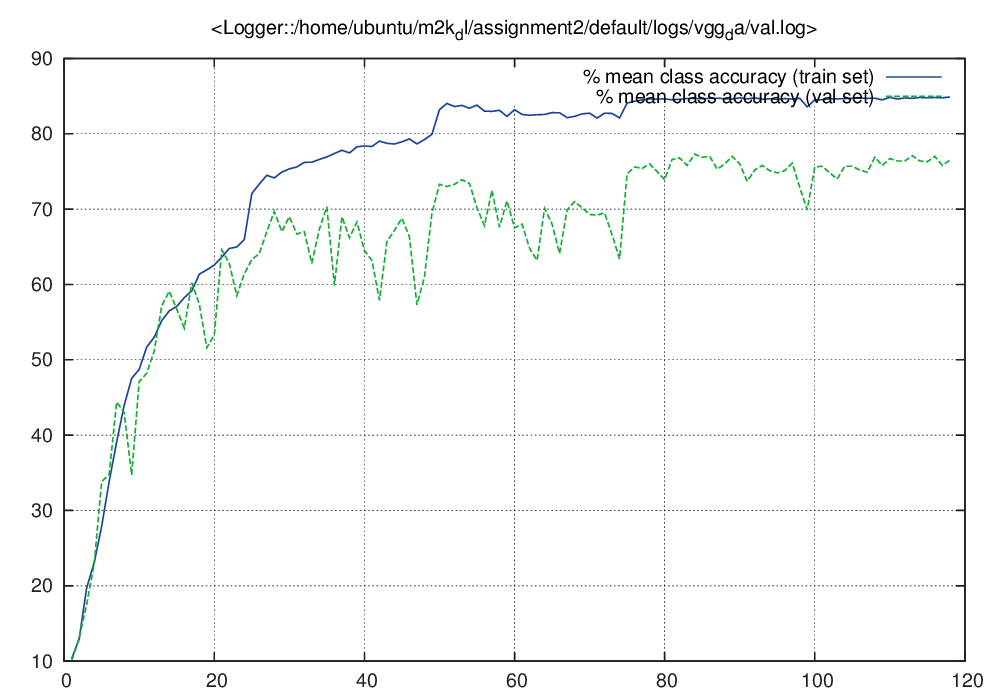 <Logger::/home/ubuntu/m2kdl/assignment2/default/logs/vggda/val.log>
% mean class accuracy (train set)
% mean class accuracy (val set)
90
80
70
60
50
40
30
20
10
0 20 40 60 80 100 120